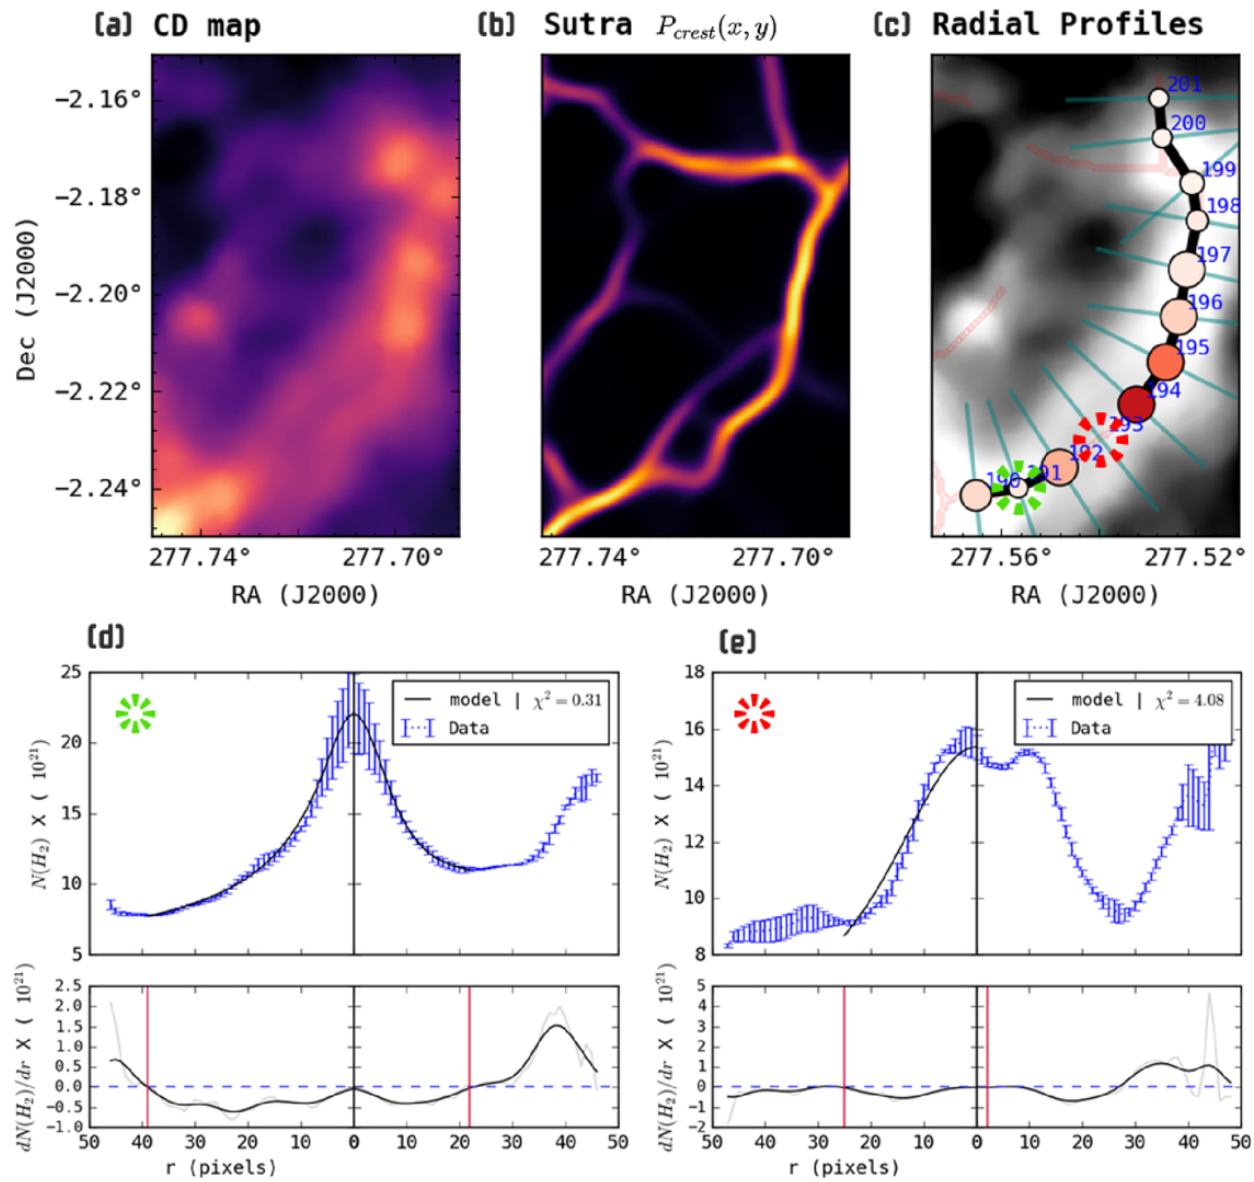 (a) CD map
(b) Sutra P_{crest}(x, y)
(c) Radial Profiles
Dec (J2000)
−2.16°
−2.18°
−2.20°
−2.22°
−2.24°
277.74° 277.70°
RA (J2000)
277.74° 277.70°
RA (J2000)
201
200
199
198
197
196
195
194
193
192
191
190
277.56° 277.52°
RA (J2000)
(d)
N(H₂) X ( 10²¹)
25
20
15
10
5
model | χ² = 0.31
Data
dN(H₂)/dr X ( 10²¹)
2.5
2.0
1.5
1.0
0.5
0.0
−0.5
−1.0
50 40 30 20 10 0 10 20 30 40 50
r (pixels)
(e)
N(H₂) X ( 10²¹)
18
16
14
12
10
8
model | χ² = 4.08
Data
dN(H₂)/dr X ( 10²¹)
5
4
3
2
1
0
−1
−2
50 40 30 20 10 0 10 20 30 40 50
r (pixels)